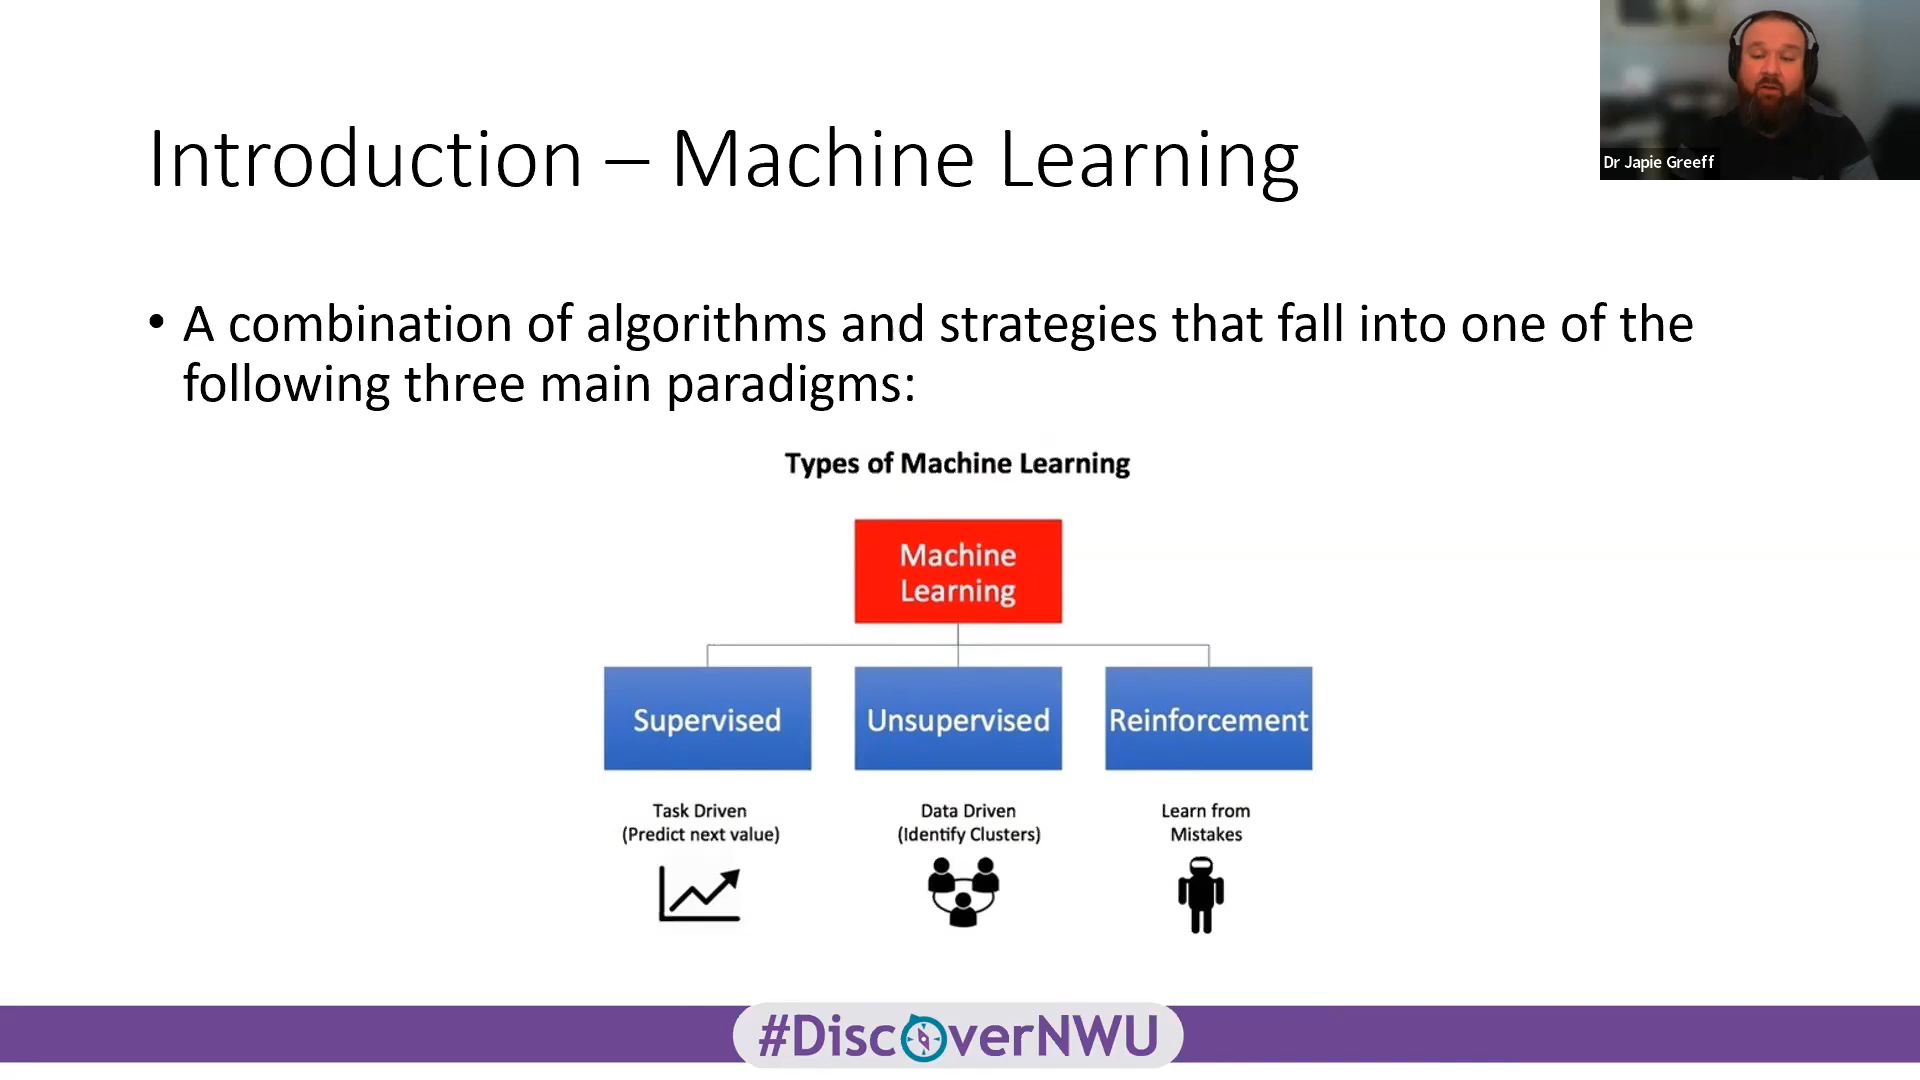 Introduction – Machine Learning
Dr Japie Greeff
• A combination of algorithms and strategies that fall into one of the
following three main paradigms:
Types of Machine Learning
Machine
Learning
Supervised
Unsupervised
Reinforcement
Task Driven
(Predict next value)
Data Driven
(Identify Clusters)
Learn from
Mistakes
#DiscoverNWU